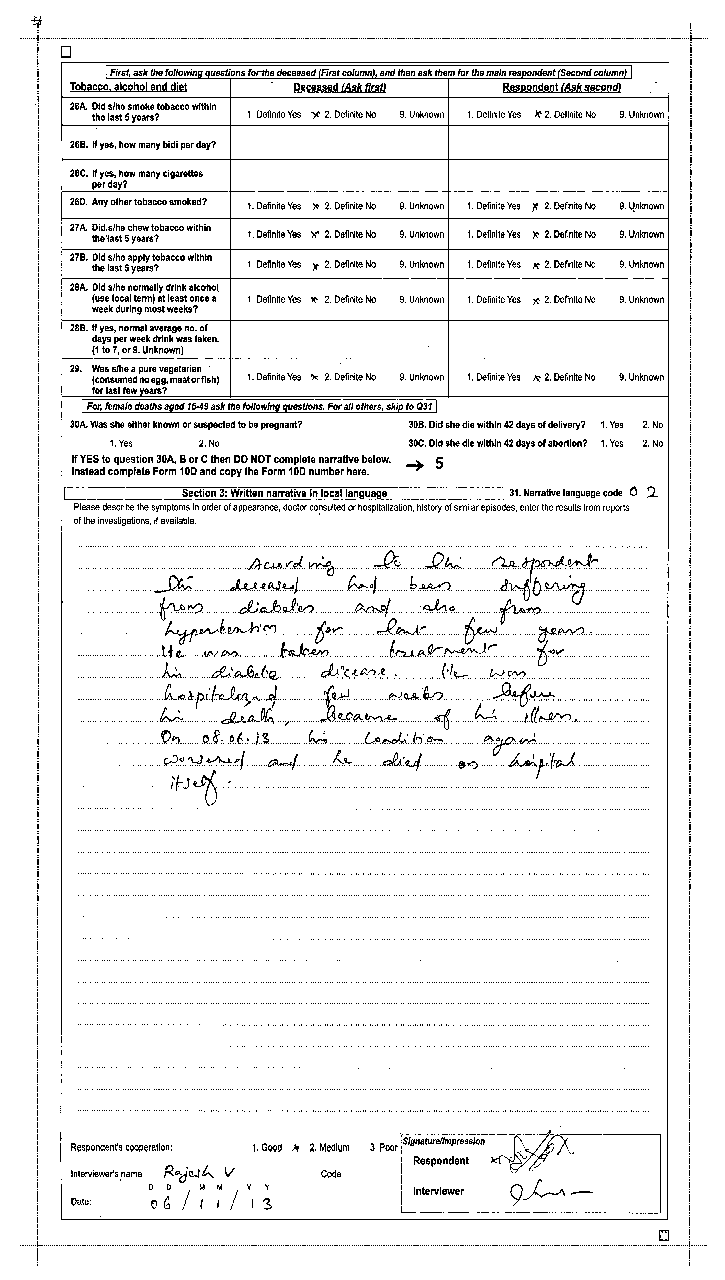 First, ask the following questions for the deceased (First column), and then ask them for the main respondent (Second column)
Tobacco, alcohol and diet Deceased (Ask first) Respondent (Ask second)
26A. Did s/ho smoke tobacco within the last 5 years? 1. Definite Yes × 2. Definite No 9. Unknown 1. Definite Yes × 2. Definite No 9. Unknown
26B. If yes, how many bidi per day?
26C. If yes, how many cigarettes per day?
26D. Any other tobacco smoked? 1. Definite Yes × 2. Definite No 9. Unknown 1. Definite Yes × 2. Definite No 9. Unknown
27A. Did s/he chew tobacco within the last 5 years? 1. Definite Yes × 2. Definite No 9. Unknown 1. Definite Yes × 2. Definite No 9. Unknown
27B. Did s/he apply tobacco within the last 5 years? 1. Definite Yes × 2. Definite No 9. Unknown 1. Definite Yes × 2. Definite No 9. Unknown
28A. Did s/he normally drink alcohol (use local term) at least once a week during most weeks? 1. Definite Yes × 2. Definite No 9. Unknown 1. Definite Yes × 2. Definite No 9. Unknown
28B. If yes, normal average no. of days per week drink was taken. (1 to 7, or 9. Unknown)
29. Was s/he a pure vegetarian (consumed no egg, meat or fish) for last few years? 1. Definite Yes × 2. Definite No 9. Unknown 1. Definite Yes × 2. Definite No 9. Unknown
For, female deaths aged 15-49 ask the following questions. For all others, skip to Q31
30A. Was she either known or suspected to be pregnant? 30B. Did she die within 42 days of delivery? 1. Yes 2. No
1. Yes 2. No 30C. Did she die within 42 days of abortion? 1. Yes 2. No
If YES to question 30A, B or C then DO NOT complete narrative below.
Instead complete Form 10D and copy the Form 10D number here. → 5
Section 3: Written narrative in local language 31. Narrative language code 0 2
Please describe the symptoms in order of appearance, doctor consulted or hospitalization, history of similar episodes, enter the results from reports
of the investigations, if available.
According to the respondent
the deceased had been suffering
from diabetes and also from
hypertention for last few years.
He was taken treatment for
his diabetic dicease. He was
hospitalized few weeks before
his death, because of his illness.
On 08.06.13 his condition again
worsened and he died on hospital
itself.
Respondent's cooperation: 1. Good × 2. Medium 3 Poor Signature/Impression
Respondent
Interviewer's name Rajesh V Code
D D M M Y Y
Interviewer
Date: 06/11/13